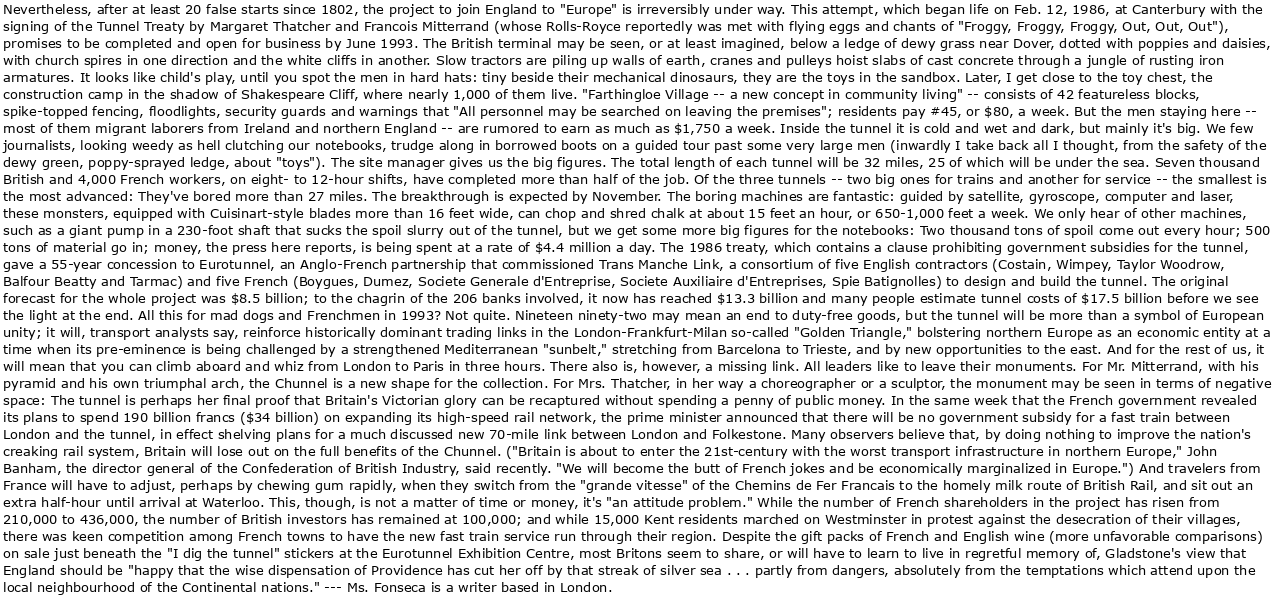 Nevertheless, after at least 20 false starts since 1802, the project to join England to "Europe" is irreversibly under way. This attempt, which began life on Feb. 12, 1986, at Canterbury with the
signing of the Tunnel Treaty by Margaret Thatcher and Francois Mitterrand (whose Rolls-Royce reportedly was met with flying eggs and chants of "Froggy, Froggy, Froggy, Out, Out, Out"),
promises to be completed and open for business by June 1993. The British terminal may be seen, or at least imagined, below a ledge of dewy grass near Dover, dotted with poppies and daisies,
with church spires in one direction and the white cliffs in another. Slow tractors are piling up walls of earth, cranes and pulleys hoist slabs of cast concrete through a jungle of rusting iron
armatures. It looks like child's play, until you spot the men in hard hats: tiny beside their mechanical dinosaurs, they are the toys in the sandbox. Later, I get close to the toy chest, the
construction camp in the shadow of Shakespeare Cliff, where nearly 1,000 of them live. "Farthingloe Village -- a new concept in community living" -- consists of 42 featureless blocks,
spike-topped fencing, floodlights, security guards and warnings that "All personnel may be searched on leaving the premises"; residents pay #45, or $80, a week. But the men staying here --
most of them migrant laborers from Ireland and northern England -- are rumored to earn as much as $1,750 a week. Inside the tunnel it is cold and wet and dark, but mainly it's big. We few
journalists, looking weedy as hell clutching our notebooks, trudge along in borrowed boots on a guided tour past some very large men (inwardly I take back all I thought, from the safety of the
dewy green, poppy-sprayed ledge, about "toys"). The site manager gives us the big figures. The total length of each tunnel will be 32 miles, 25 of which will be under the sea. Seven thousand
British and 4,000 French workers, on eight- to 12-hour shifts, have completed more than half of the job. Of the three tunnels -- two big ones for trains and another for service -- the smallest is
the most advanced: They've bored more than 27 miles. The breakthrough is expected by November. The boring machines are fantastic: guided by satellite, gyroscope, computer and laser,
these monsters, equipped with Cuisinart-style blades more than 16 feet wide, can chop and shred chalk at about 15 feet an hour, or 650-1,000 feet a week. We only hear of other machines,
such as a giant pump in a 230-foot shaft that sucks the spoil slurry out of the tunnel, but we get some more big figures for the notebooks: Two thousand tons of spoil come out every hour; 500
tons of material go in; money, the press here reports, is being spent at a rate of $4.4 million a day. The 1986 treaty, which contains a clause prohibiting government subsidies for the tunnel,
gave a 55-year concession to Eurotunnel, an Anglo-French partnership that commissioned Trans Manche Link, a consortium of five English contractors (Costain, Wimpey, Taylor Woodrow,
Balfour Beatty and Tarmac) and five French (Boygues, Dumez, Societe Generale d'Entreprise, Societe Auxiliaire d'Entreprises, Spie Batignolles) to design and build the tunnel. The original
forecast for the whole project was $8.5 billion; to the chagrin of the 206 banks involved, it now has reached $13.3 billion and many people estimate tunnel costs of $17.5 billion before we see
the light at the end. All this for mad dogs and Frenchmen in 1993? Not quite. Nineteen ninety-two may mean an end to duty-free goods, but the tunnel will be more than a symbol of European
unity; it will, transport analysts say, reinforce historically dominant trading links in the London-Frankfurt-Milan so-called "Golden Triangle," bolstering northern Europe as an economic entity at a
time when its pre-eminence is being challenged by a strengthened Mediterranean "sunbelt," stretching from Barcelona to Trieste, and by new opportunities to the east. And for the rest of us, it
will mean that you can climb aboard and whiz from London to Paris in three hours. There also is, however, a missing link. All leaders like to leave their monuments. For Mr. Mitterrand, with his
pyramid and his own triumphal arch, the Chunnel is a new shape for the collection. For Mrs. Thatcher, in her way a choreographer or a sculptor, the monument may be seen in terms of negative
space: The tunnel is perhaps her final proof that Britain's Victorian glory can be recaptured without spending a penny of public money. In the same week that the French government revealed
its plans to spend 190 billion francs ($34 billion) on expanding its high-speed rail network, the prime minister announced that there will be no government subsidy for a fast train between
London and the tunnel, in effect shelving plans for a much discussed new 70-mile link between London and Folkestone. Many observers believe that, by doing nothing to improve the nation's
creaking rail system, Britain will lose out on the full benefits of the Chunnel. ("Britain is about to enter the 21st-century with the worst transport infrastructure in northern Europe," John
Banham, the director general of the Confederation of British Industry, said recently. "We will become the butt of French jokes and be economically marginalized in Europe.") And travelers from
France will have to adjust, perhaps by chewing gum rapidly, when they switch from the "grande vitesse" of the Chemins de Fer Francais to the homely milk route of British Rail, and sit out an
extra half-hour until arrival at Waterloo. This, though, is not a matter of time or money, it's "an attitude problem." While the number of French shareholders in the project has risen from
210,000 to 436,000, the number of British investors has remained at 100,000; and while 15,000 Kent residents marched on Westminster in protest against the desecration of their villages,
there was keen competition among French towns to have the new fast train service run through their region. Despite the gift packs of French and English wine (more unfavorable comparisons)
on sale just beneath the "I dig the tunnel" stickers at the Eurotunnel Exhibition Centre, most Britons seem to share, or will have to learn to live in regretful memory of, Gladstone's view that
England should be "happy that the wise dispensation of Providence has cut her off by that streak of silver sea . . . partly from dangers, absolutely from the temptations which attend upon the
local neighbourhood of the Continental nations." --- Ms. Fonseca is a writer based in London.